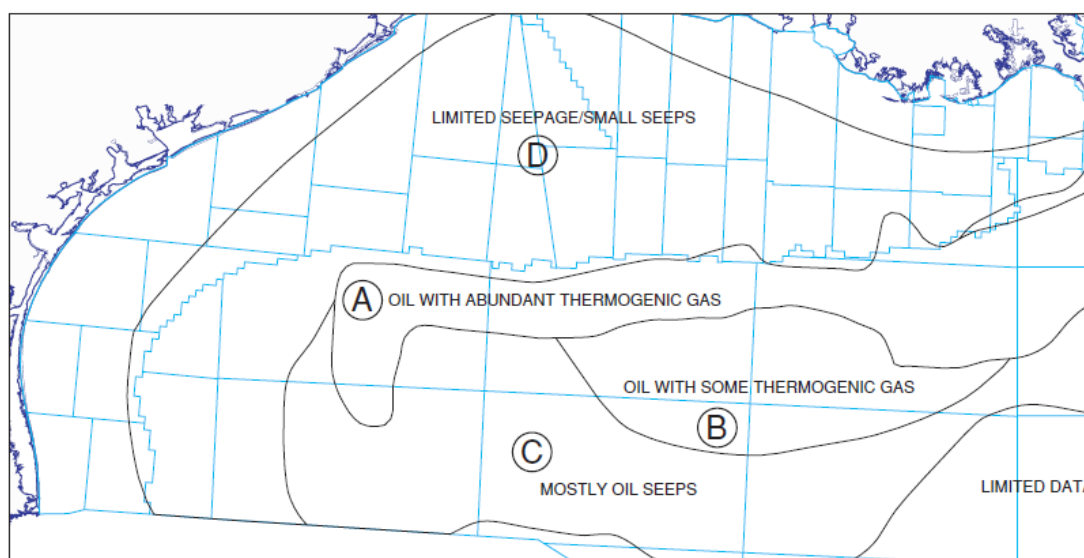 LIMITED SEEPAGE/SMALL SEEPS
D
A OIL WITH ABUNDANT THERMOGENIC GAS
OIL WITH SOME THERMOGENIC GAS
B
C
MOSTLY OIL SEEPS
LIMITED DATA